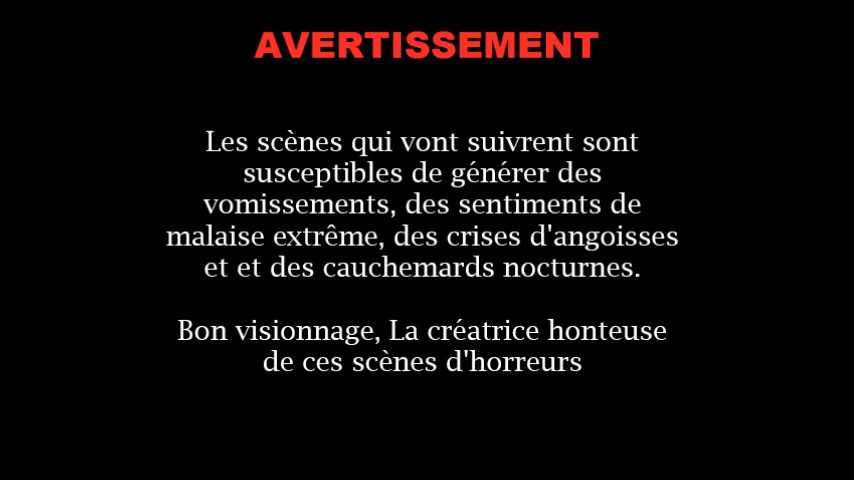 AVERTISSEMENT
Les scènes qui vont suivrent sont
susceptibles de générer des
vomissements, des sentiments de
malaise extrême, des crises d'angoisses
et et des cauchemards nocturnes.
Bon visionnage, La créatrice honteuse
de ces scènes d'horreurs